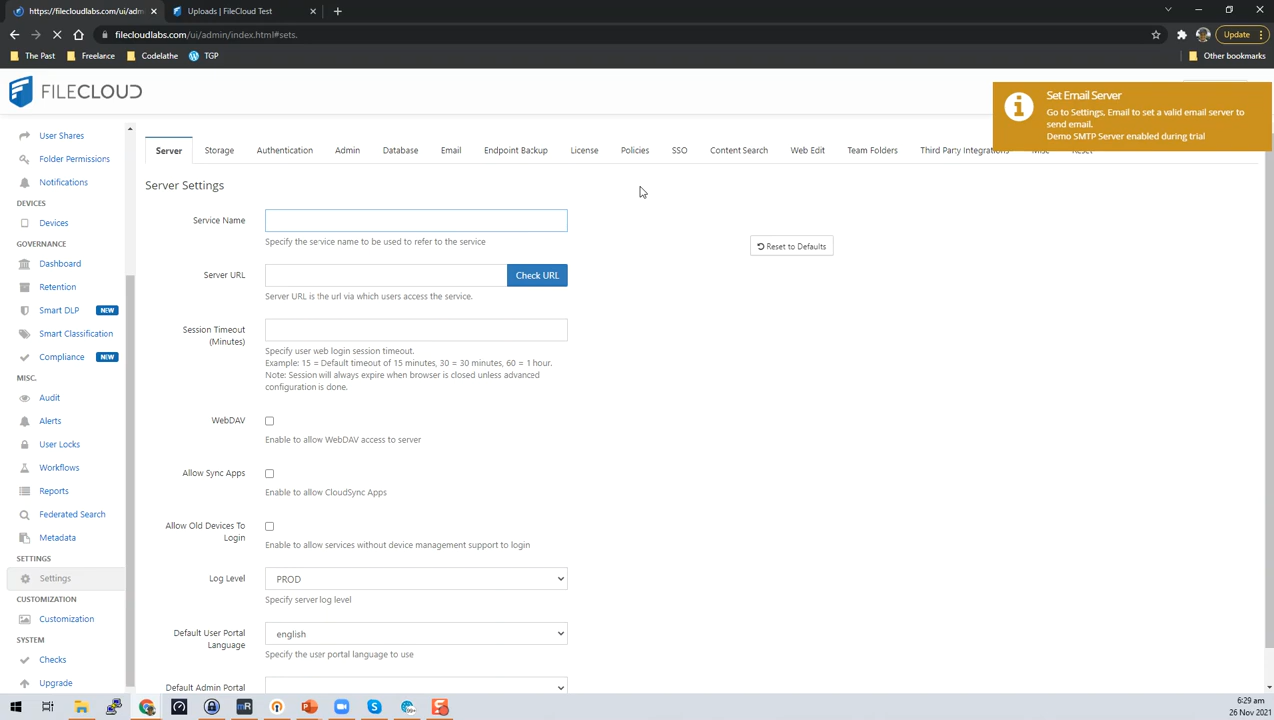 https://filecloudlabs.com/ui/adm
Uploads | FileCloud Test
filecloudlabs.com/ui/admin/index.html#sets.
Update
The Past
Freelance
Codelathe
TGP
Other bookmarks
FILECLOUD
Set Email Server
Go to Settings, Email to set a valid email server to
send email.
Demo SMTP Server enabled during trial
User Shares
Folder Permissions
Notifications
DEVICES
Devices
GOVERNANCE
Dashboard
Retention
Smart DLP NEW
Smart Classification
Compliance NEW
MISC.
Audit
Alerts
User Locks
Workflows
Reports
Federated Search
Metadata
SETTINGS
Settings
CUSTOMIZATION
Customization
SYSTEM
Checks
Upgrade
Server Storage Authentication Admin Database Email Endpoint Backup License Policies SSO Content Search Web Edit Team Folders Third Party Integrations Misc Reset
Server Settings
Service Name
Specify the service name to be used to refer to the service
Reset to Defaults
Server URL
Check URL
Server URL is the url via which users access the service.
Session Timeout
(Minutes)
Specify user web login session timeout.
Example: 15 = Default timeout of 15 minutes, 30 = 30 minutes, 60 = 1 hour.
Note: Session will always expire when browser is closed unless advanced
configuration is done.
WebDAV
Enable to allow WebDAV access to server
Allow Sync Apps
Enable to allow CloudSync Apps
Allow Old Devices To
Login
Enable to allow services without device management support to login
Log Level
PROD
Specify server log level
Default User Portal
Language
english
Specify the user portal language to use
Default Admin Portal
6:29 am
26 Nov 2021